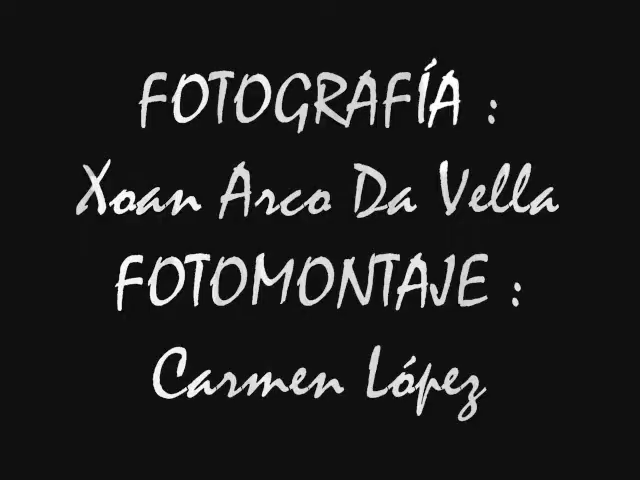 FOTOGRAFÍA :
Xoan Arco Da Vella
FOTOMONTAJE :
Carmen López